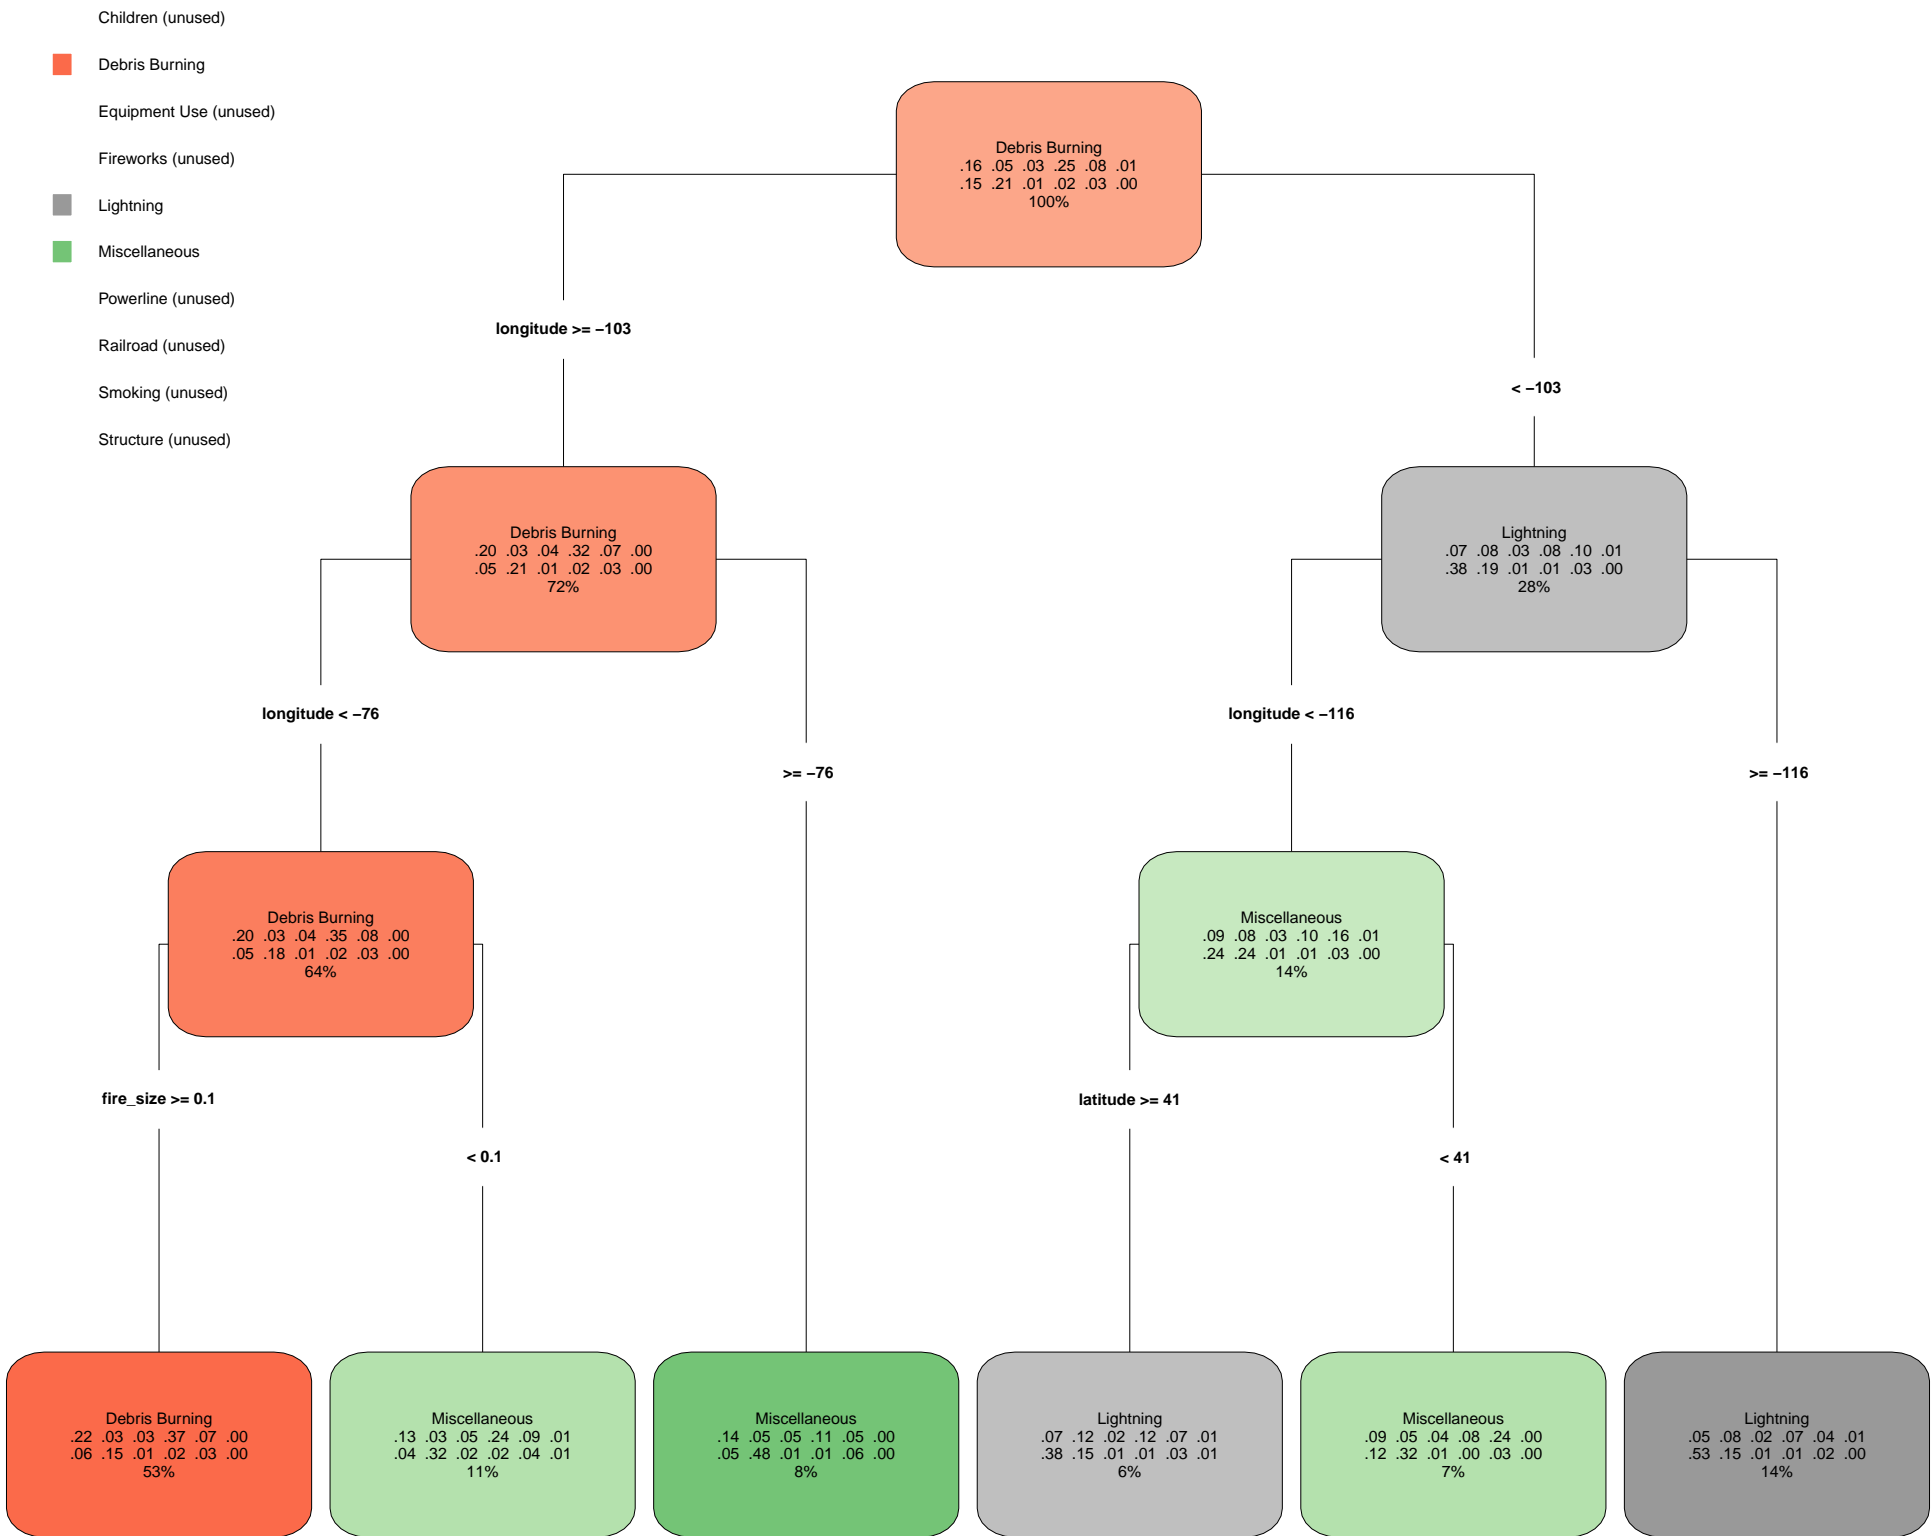 Children (unused)
Debris Burning
Equipment Use (unused)
Fireworks (unused)
Lightning
Miscellaneous
Powerline (unused)
Railroad (unused)
Smoking (unused)
Structure (unused)
Debris Burning
.16 .05 .03 .25 .08 .01
.15 .21 .01 .02 .03 .00
100%
longitude >= −103
< −103
Debris Burning
.20 .03 .04 .32 .07 .00
.05 .21 .01 .02 .03 .00
72%
Lightning
.07 .08 .03 .08 .10 .01
.38 .19 .01 .01 .03 .00
28%
longitude < −76
>= −76
longitude < −116
>= −116
Debris Burning
.20 .03 .04 .35 .08 .00
.05 .18 .01 .02 .03 .00
64%
Miscellaneous
.09 .08 .03 .10 .16 .01
.24 .24 .01 .01 .03 .00
14%
fire_size >= 0.1
< 0.1
latitude >= 41
< 41
Debris Burning
.22 .03 .03 .37 .07 .00
.06 .15 .01 .02 .03 .00
53%
Miscellaneous
.13 .03 .05 .24 .09 .01
.04 .32 .02 .02 .04 .01
11%
Miscellaneous
.14 .05 .05 .11 .05 .00
.05 .48 .01 .01 .06 .00
8%
Lightning
.07 .12 .02 .12 .07 .01
.38 .15 .01 .01 .03 .01
6%
Miscellaneous
.09 .05 .04 .08 .24 .00
.12 .32 .01 .00 .03 .00
7%
Lightning
.05 .08 .02 .07 .04 .01
.53 .15 .01 .01 .02 .00
14%